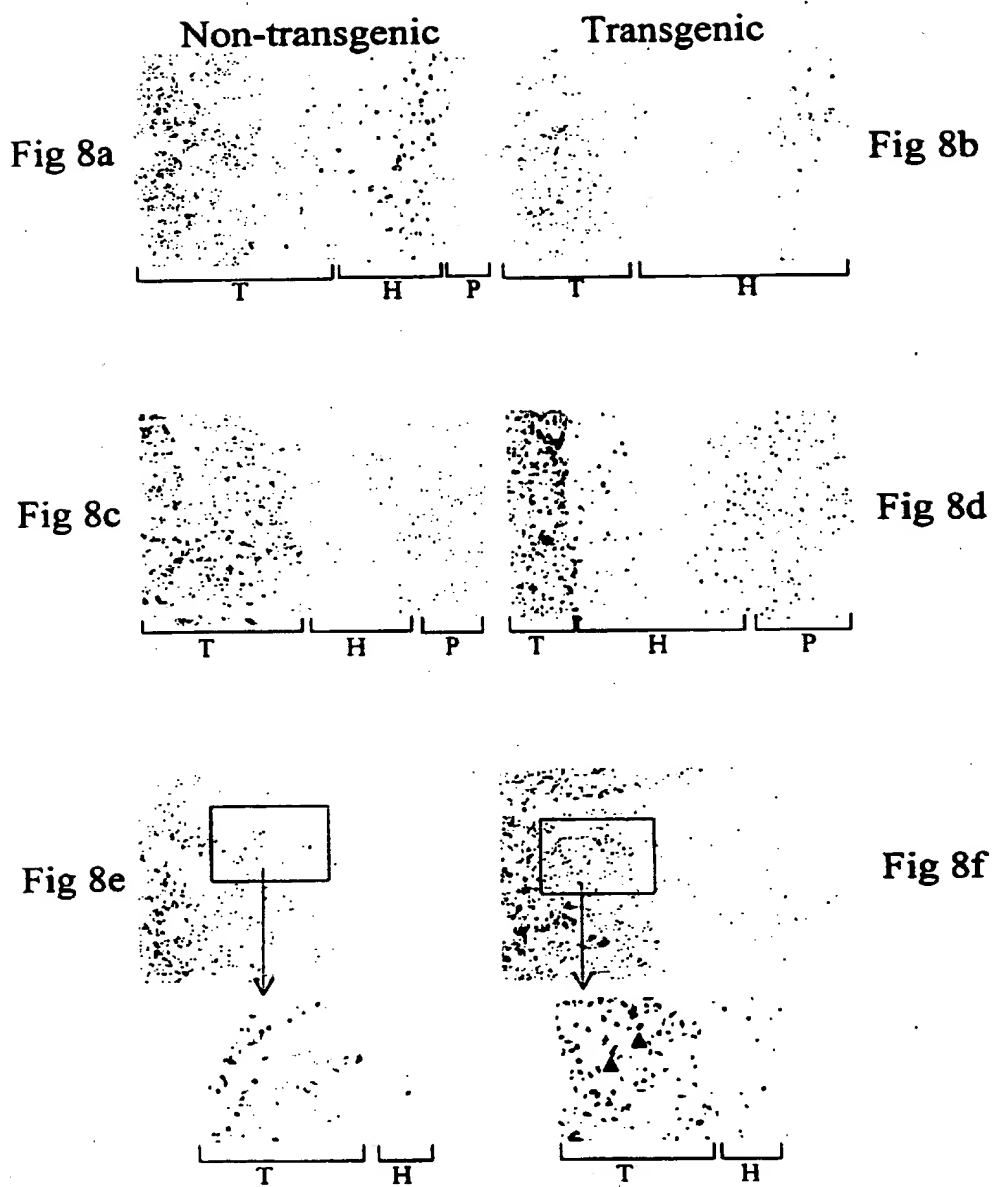 Non-transgenic Transgenic
Fig 8a Fig 8b
T H P T H
Fig 8c Fig 8d
T H P T H P
Fig 8e Fig 8f
T H T H